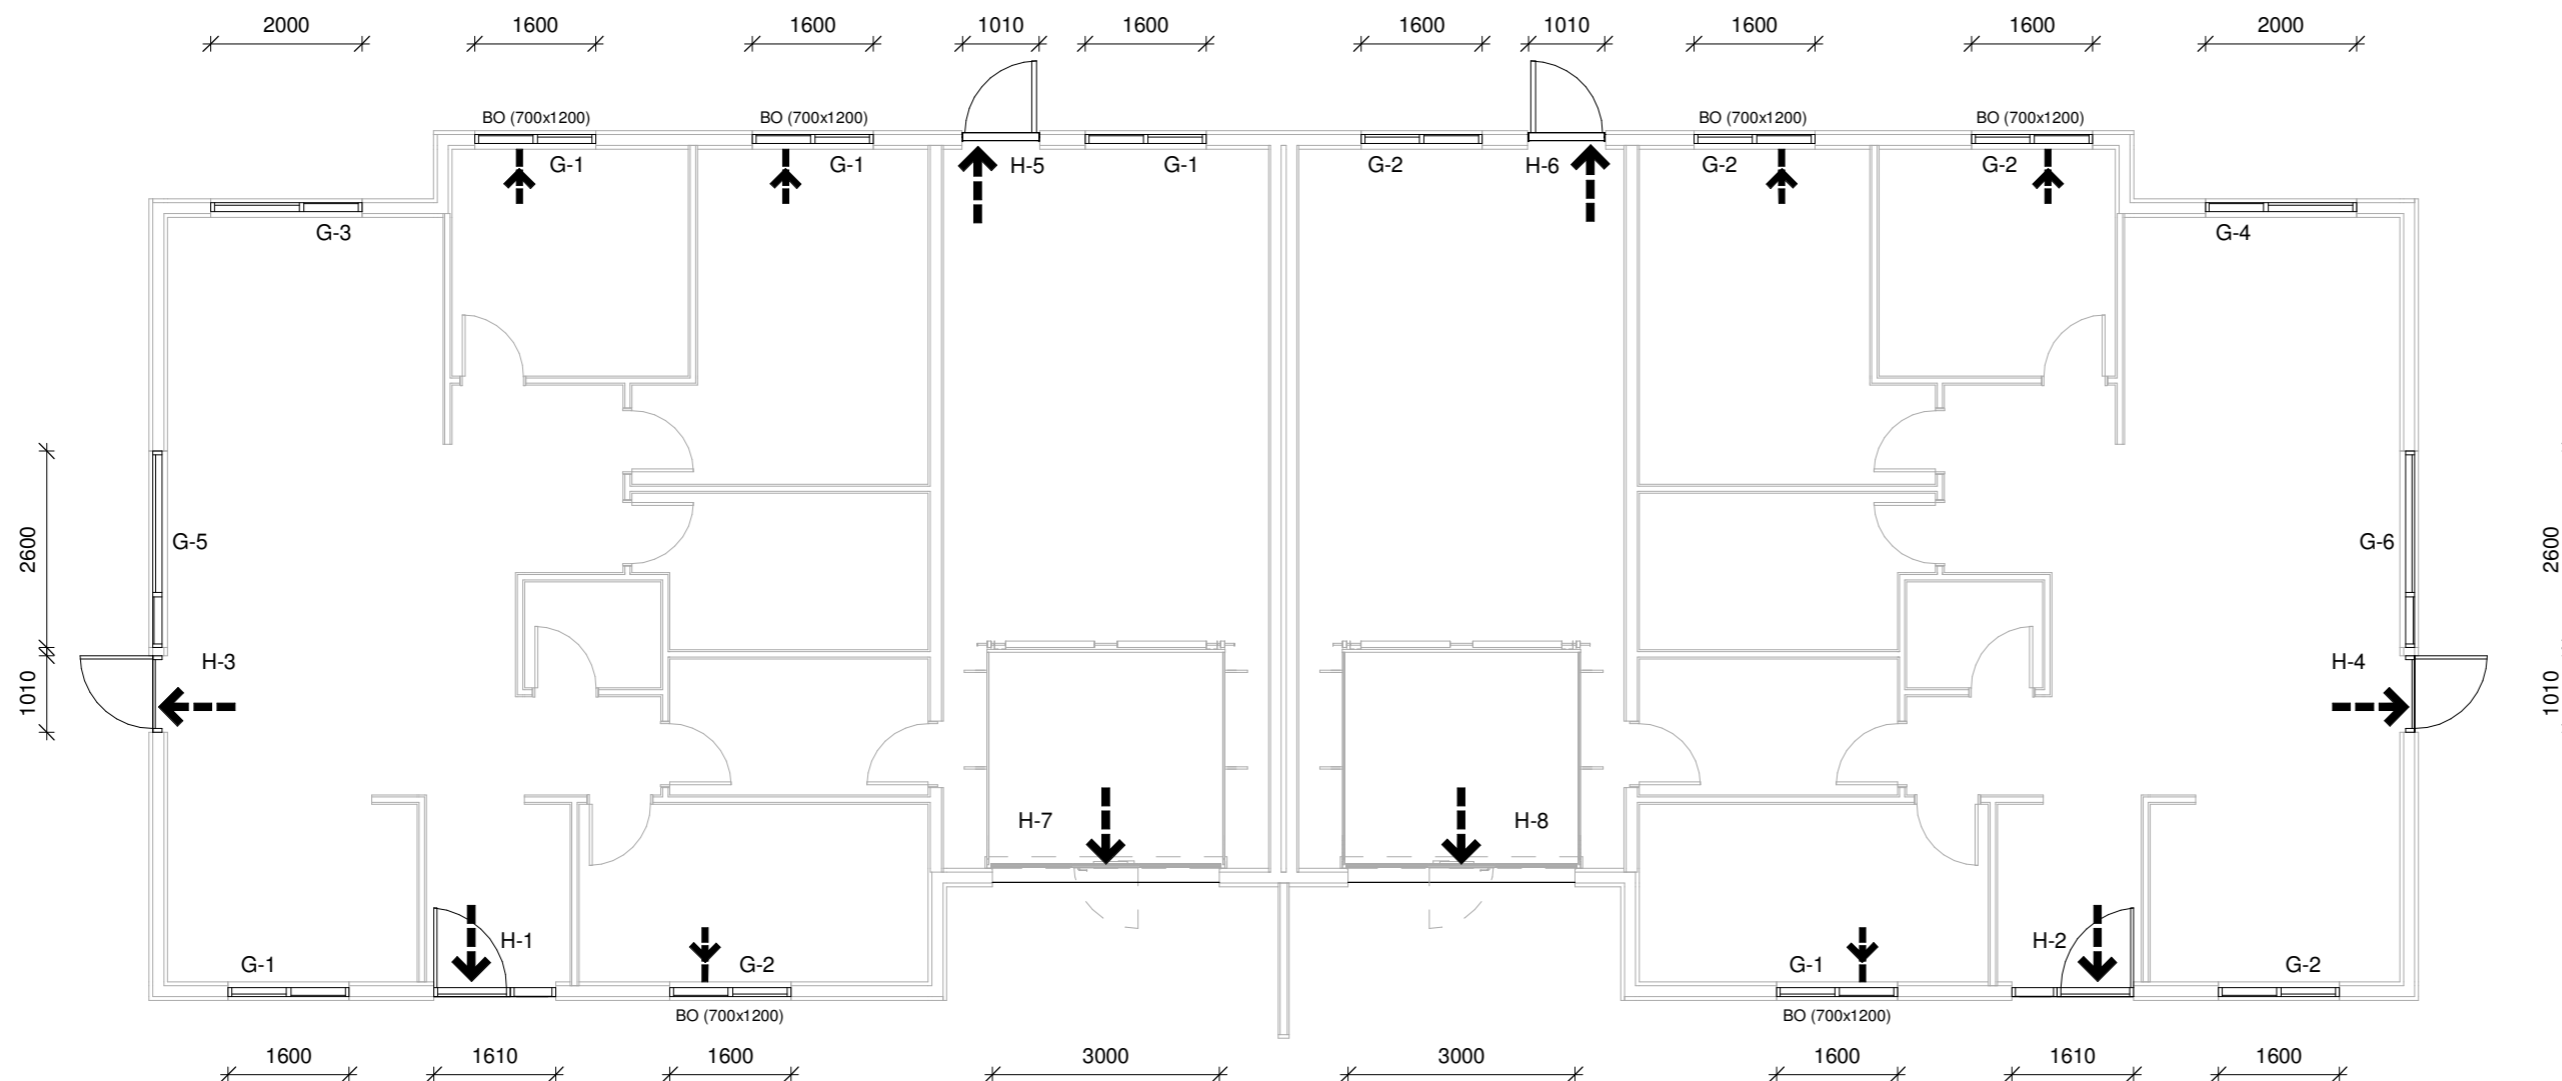 2000 1600 1600 1010 1600 1600 1010 1600 1600 2000
BO (700x1200) BO (700x1200) BO (700x1200) BO (700x1200)
G-1 G-1 H-5 G-1 G-2 H-6 G-2 G-2
G-3 G-4
2600 G-5 G-6 2600
H-3 H-4
1010 1010
H-7 H-8
H-1 H-2
G-1 G-2 G-1 G-2
BO (700x1200) BO (700x1200)
1600 1610 1600 3000 3000 1600 1610 1600